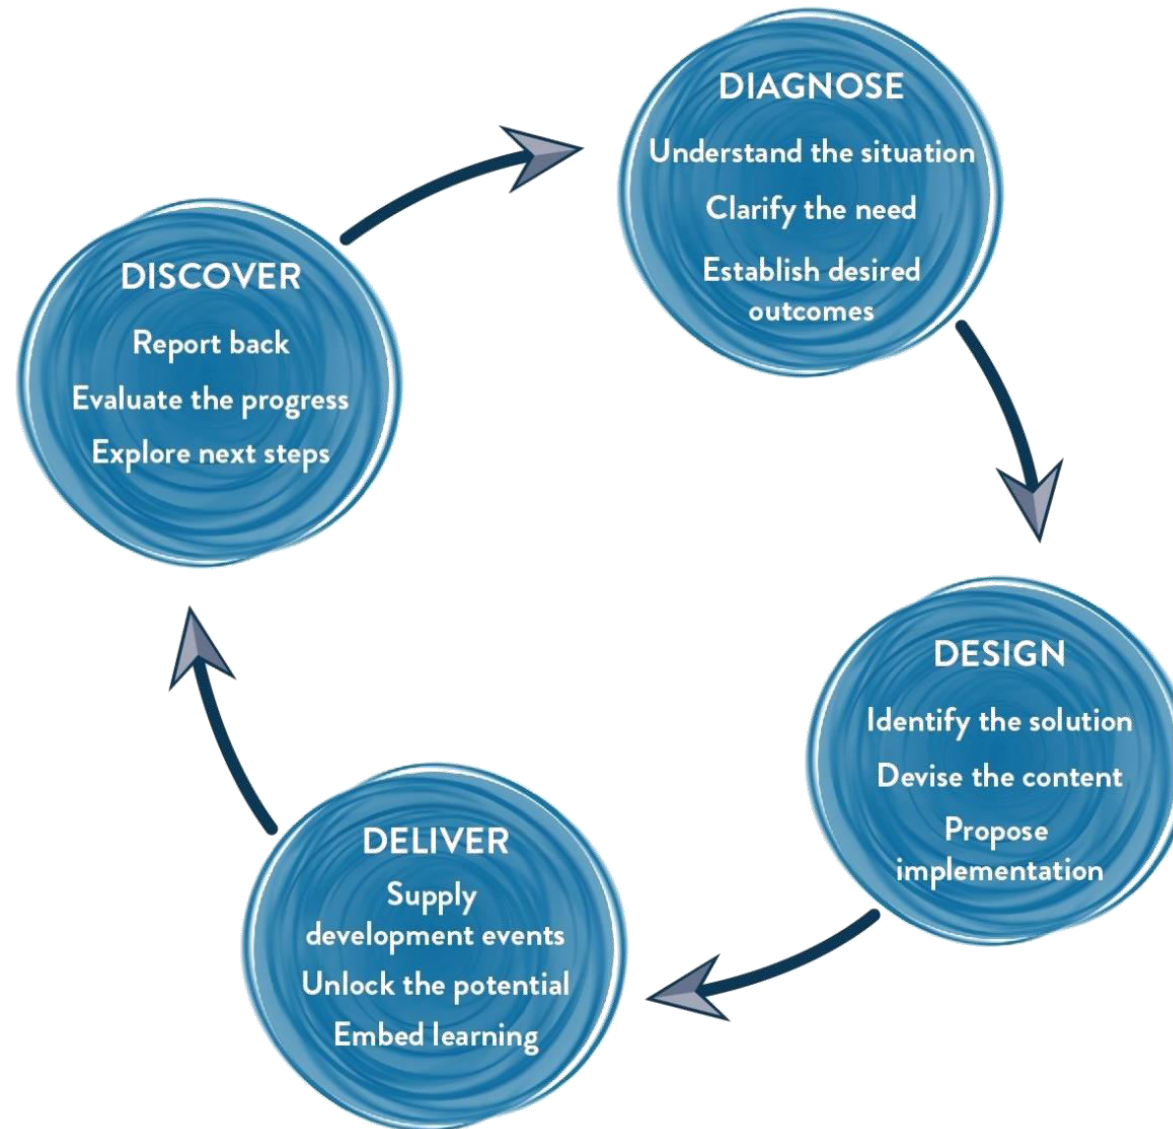 DIAGNOSE
Understand the situation
Clarify the need
Establish desired
outcomes
DISCOVER
Report back
Evaluate the progress
Explore next steps
DESIGN
Identify the solution
Devise the content
Propose
implementation
DELIVER
Supply
development events
Unlock the potential
Embed learning